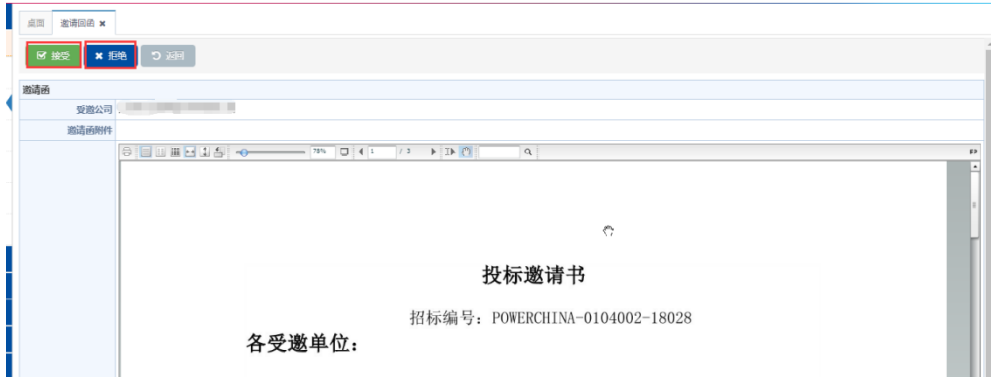 桌面 邀请回函 ×
接受 拒绝 返回
邀请函
受邀公司
邀请函附件
78% 1 / 3
投标邀请书
招标编号: POWERCHINA-0104002-18028
各受邀单位: